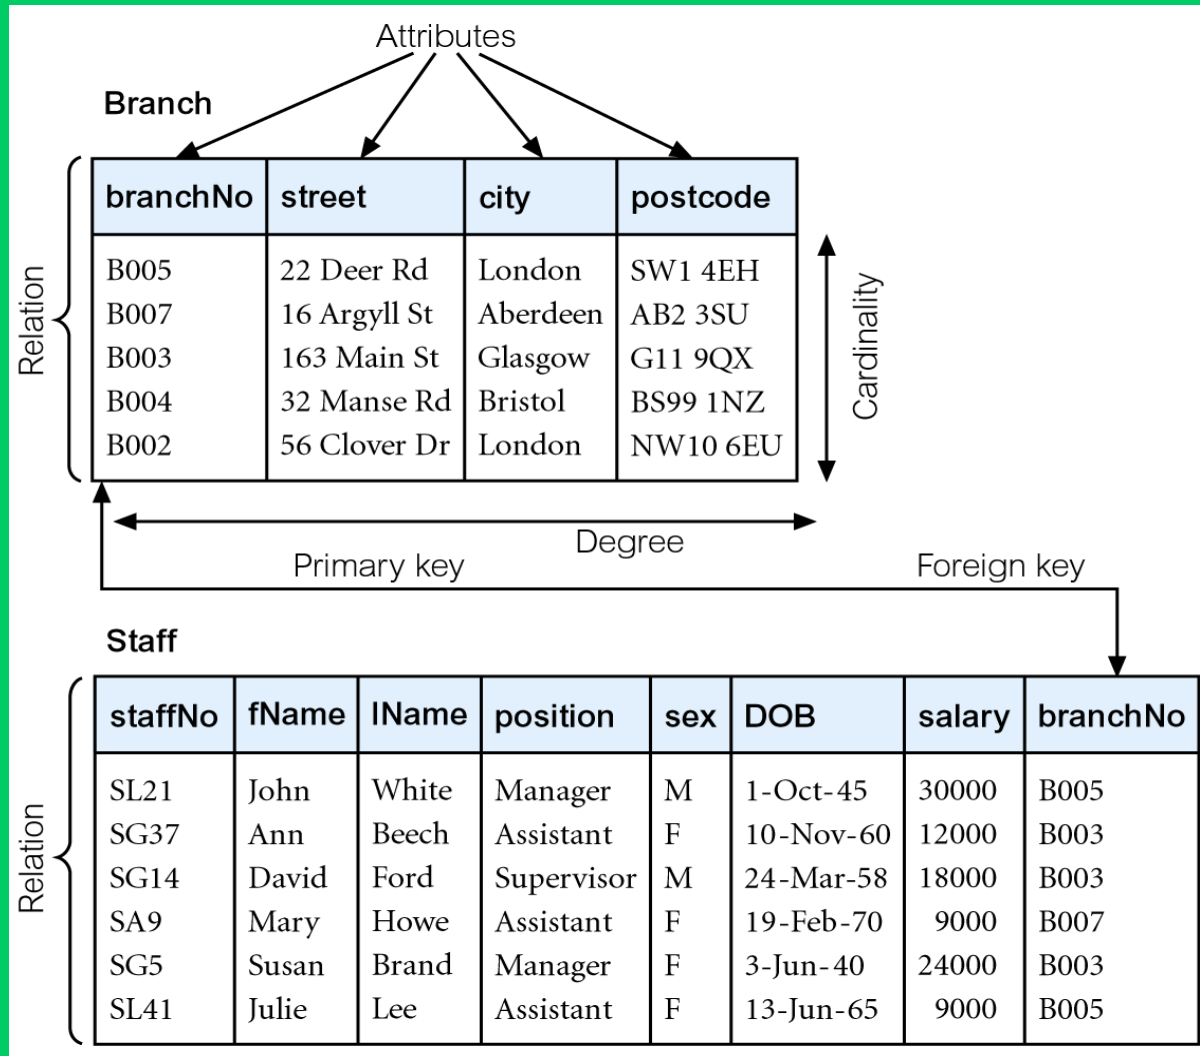 Attributes
Branch
branchNo street city postcode
B005 22 Deer Rd London SW1 4EH
B007 16 Argyll St Aberdeen AB2 3SU
B003 163 Main St Glasgow G11 9QX
B004 32 Manse Rd Bristol BS99 1NZ
B002 56 Clover Dr London NW10 6EU
Relation
Cardinality
Degree
Primary key Foreign key
Staff
staffNo fName lName position sex DOB salary branchNo
SL21 John White Manager M 1-Oct-45 30000 B005
SG37 Ann Beech Assistant F 10-Nov-60 12000 B003
SG14 David Ford Supervisor M 24-Mar-58 18000 B003
SA9 Mary Howe Assistant F 19-Feb-70 9000 B007
SG5 Susan Brand Manager F 3-Jun-40 24000 B003
SL41 Julie Lee Assistant F 13-Jun-65 9000 B005
Relation